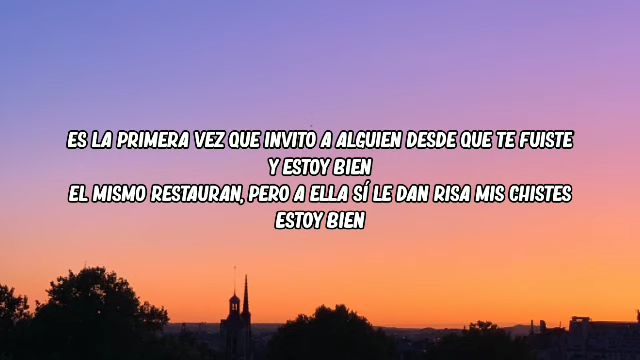 ES LA PRIMERA VEZ QUE INVITO A ALGUIEN DESDE QUE TE FUISTE
Y ESTOY BIEN
EL MISMO RESTAURAN, PERO A ELLA SÍ LE DAN RISA MIS CHISTES
ESTOY BIEN